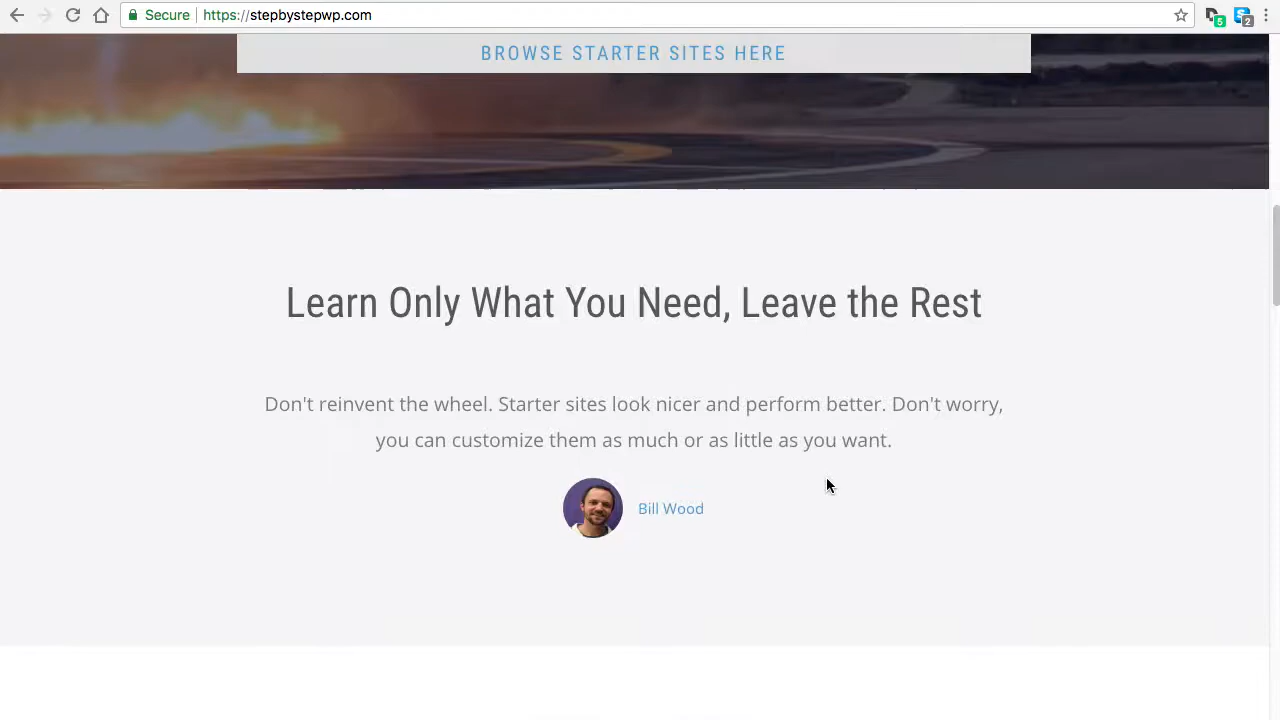 Secure https://stepbystepwp.com
5
2
BROWSE STARTER SITES HERE
Learn Only What You Need, Leave the Rest
Don't reinvent the wheel. Starter sites look nicer and perform better. Don't worry,
you can customize them as much or as little as you want.
Bill Wood